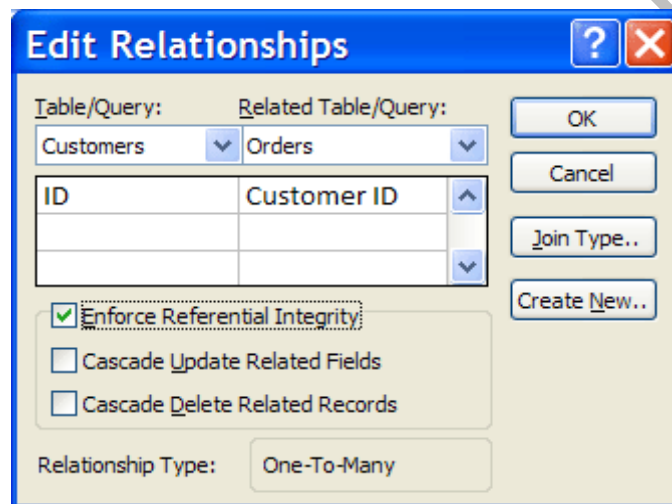 Edit Relationships
Table/Query: Related Table/Query:
Customers Orders
OK
Cancel
ID Customer ID
Join Type..
Create New..
Enforce Referential Integrity
Cascade Update Related Fields
Cascade Delete Related Records
Relationship Type: One-To-Many